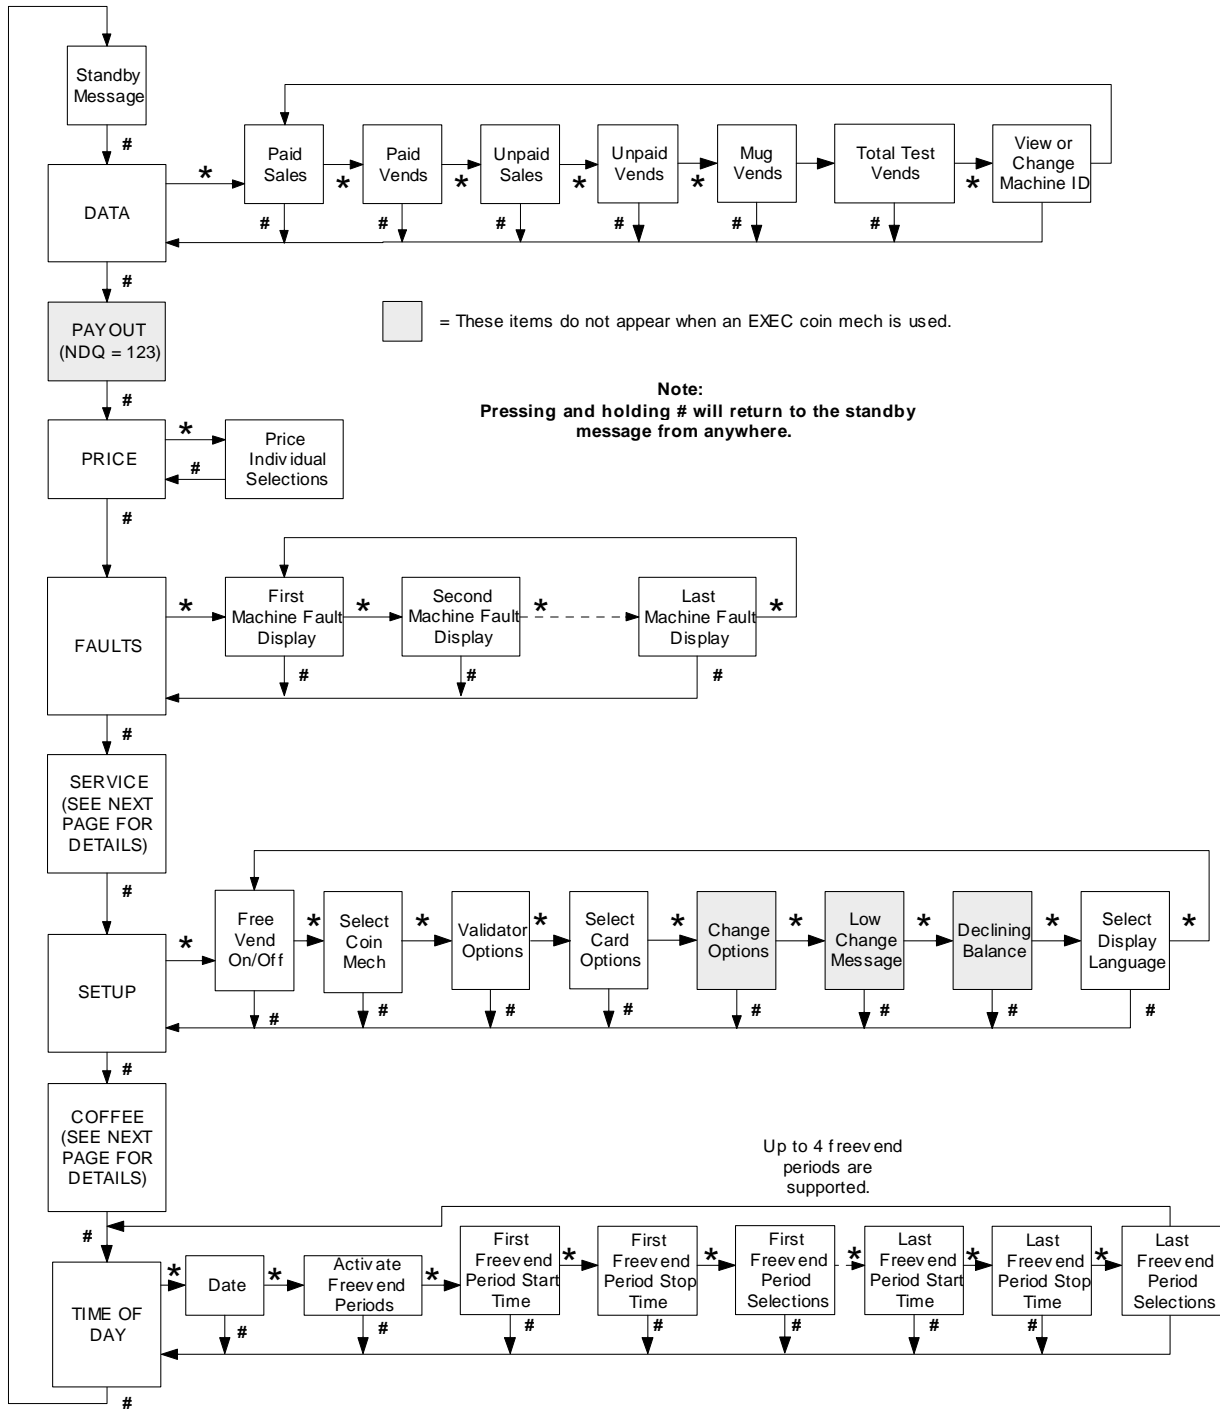 Standby
Message
#
DATA
*
Paid
Sales
*
Paid
Vends
*
Unpaid
Sales
*
Unpaid
Vends
*
Mug
Vends
Total Test
Vends
*
View or
Change
Machine ID
#
#
#
#
#
#
#
PAYOUT
(NDQ = 123)
= These items do not appear when an EXEC coin mech is used.
#
Note:
Pressing and holding # will return to the standby
message from anywhere.
PRICE
*
#
Price
Individual
Selections
#
FAULTS
*
First
Machine Fault
Display
*
Second
Machine Fault
Display
*
Last
Machine Fault
Display
*
#
#
#
#
SERVICE
(SEE NEXT
PAGE FOR
DETAILS)
#
SETUP
*
Free
Vend
On/Off
*
Select
Coin
Mech
*
Validator
Options
*
Select
Card
Options
*
Change
Options
*
Low
Change
Message
*
Declining
Balance
*
Select
Display
Language
*
#
#
#
#
#
#
#
#
#
COFFEE
(SEE NEXT
PAGE FOR
DETAILS)
Up to 4 freevend
periods are
supported.
#
TIME OF
DAY
*
Date
*
Activate
Freevend
Periods
*
First
Freevend
Period Start
Time
*
First
Freevend
Period Stop
Time
*
First
Freevend
Period
Selections
*
Last
Freevend
Period Start
Time
*
Last
Freevend
Period Stop
Time
*
Last
Freevend
Period
Selections
#
#
#
#
#
#
#
#